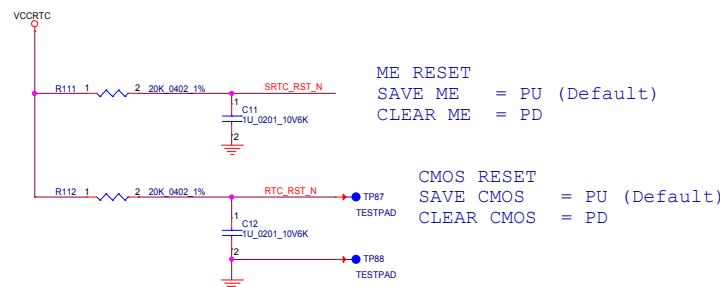 VCCRTC
R111 1 2 20K_0402_1% SRTC_RST_N
1
C11
1U_0201_10V6K
2
ME RESET
SAVE ME = PU (Default)
CLEAR ME = PD
R112 1 2 20K_0402_1% RTC_RST_N TP87
TESTPAD
1
C12
1U_0201_10V6K
2
TP88
TESTPAD
CMOS RESET
SAVE CMOS = PU (Default)
CLEAR CMOS = PD